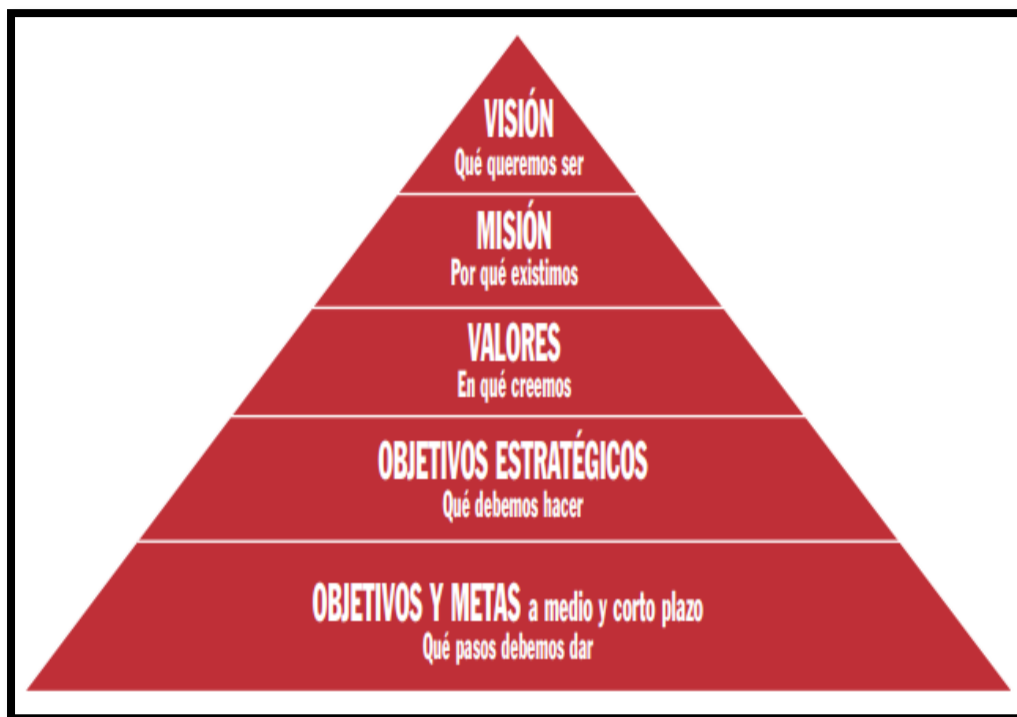 VISIÓN
Qué queremos ser
MISIÓN
Por qué existimos
VALORES
En qué creemos
OBJETIVOS ESTRATÉGICOS
Qué debemos hacer
OBJETIVOS Y METAS a medio y corto plazo
Qué pasos debemos dar